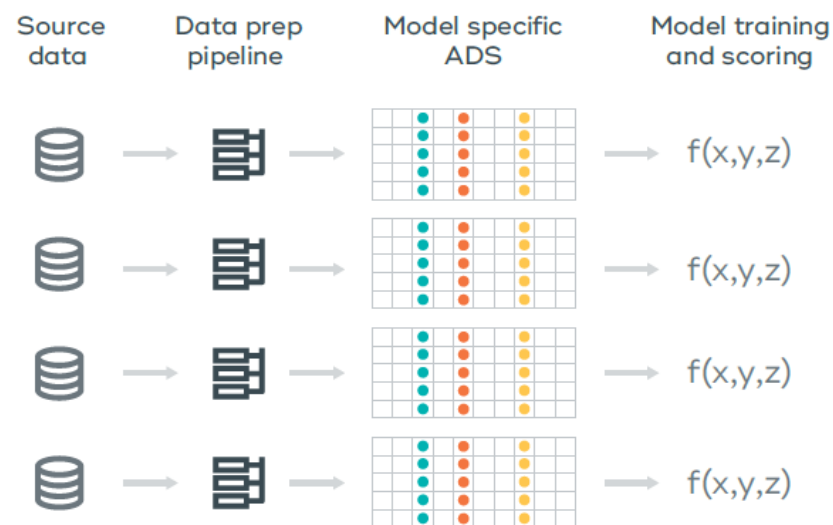 Source
data
Data prep
pipeline
Model specific
ADS
Model training
and scoring
f(x,y,z)
f(x,y,z)
f(x,y,z)
f(x,y,z)